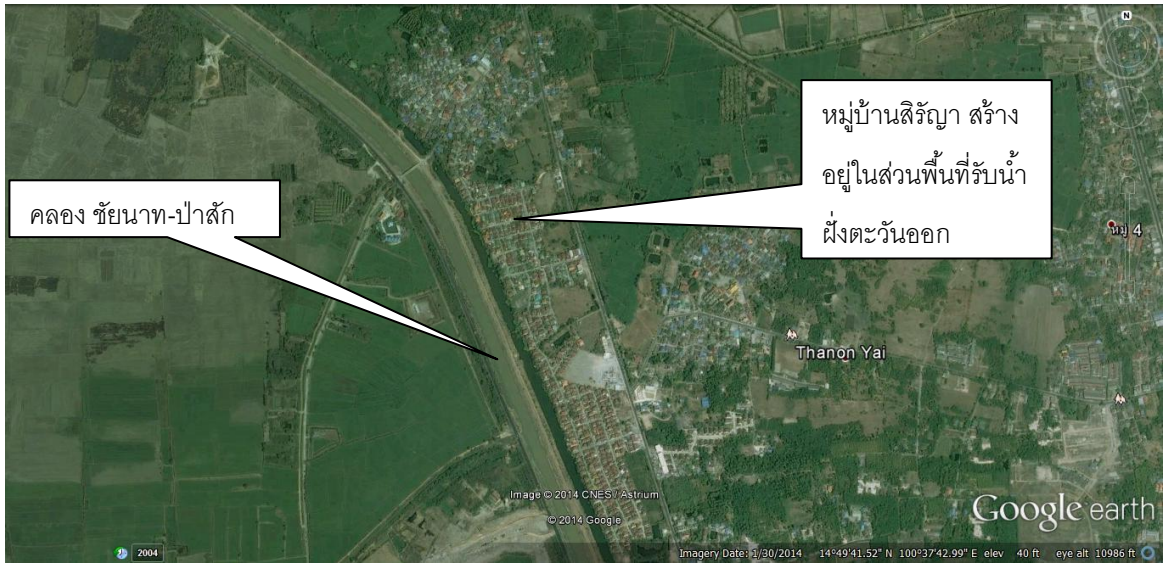 N
หมู่บ้านสิรัญา สร้าง
อยู่ในส่วนพื้นที่รับน้ำ
ฝั่งตะวันออก
คลอง ชัยนาท-ป่าสัก
หมู่ 4
Thanon Yai
Image © 2014 CNES / Astrium
© 2014 Google
Google earth
2004
Imagery Date: 1/30/2014 14°49'41.52" N 100°37'42.99" E elev 40 ft eye alt 10986 ft